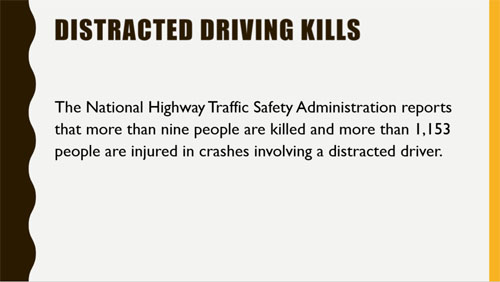 DISTRACTED DRIVING KILLS
The National Highway Traffic Safety Administration reports
that more than nine people are killed and more than 1,153
people are injured in crashes involving a distracted driver.